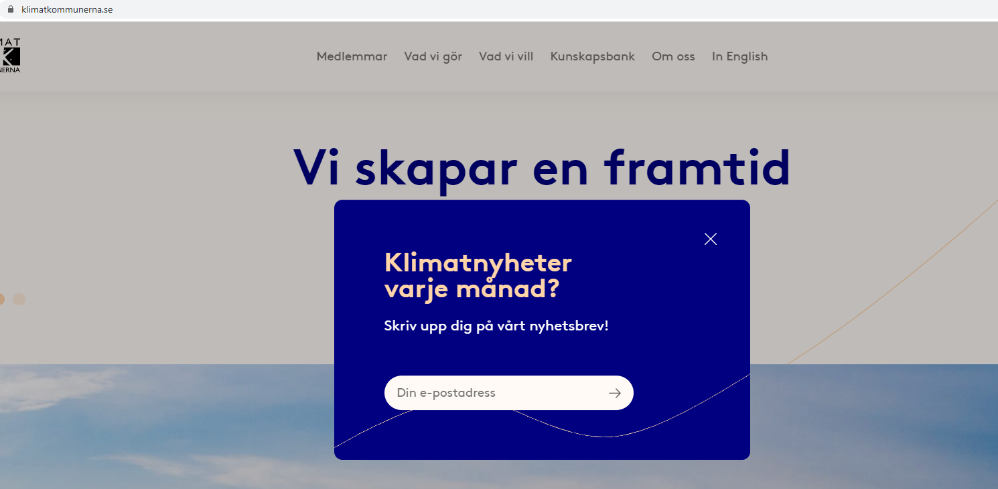 klimatkommunerna.se
Medlemmar Vad vi gör Vad vi vill Kunskapsbank Om oss In English
Vi skapar en framtid
Klimatnyheter
varje månad?
Skriv upp dig på vårt nyhetsbrev!
Din e-postadress